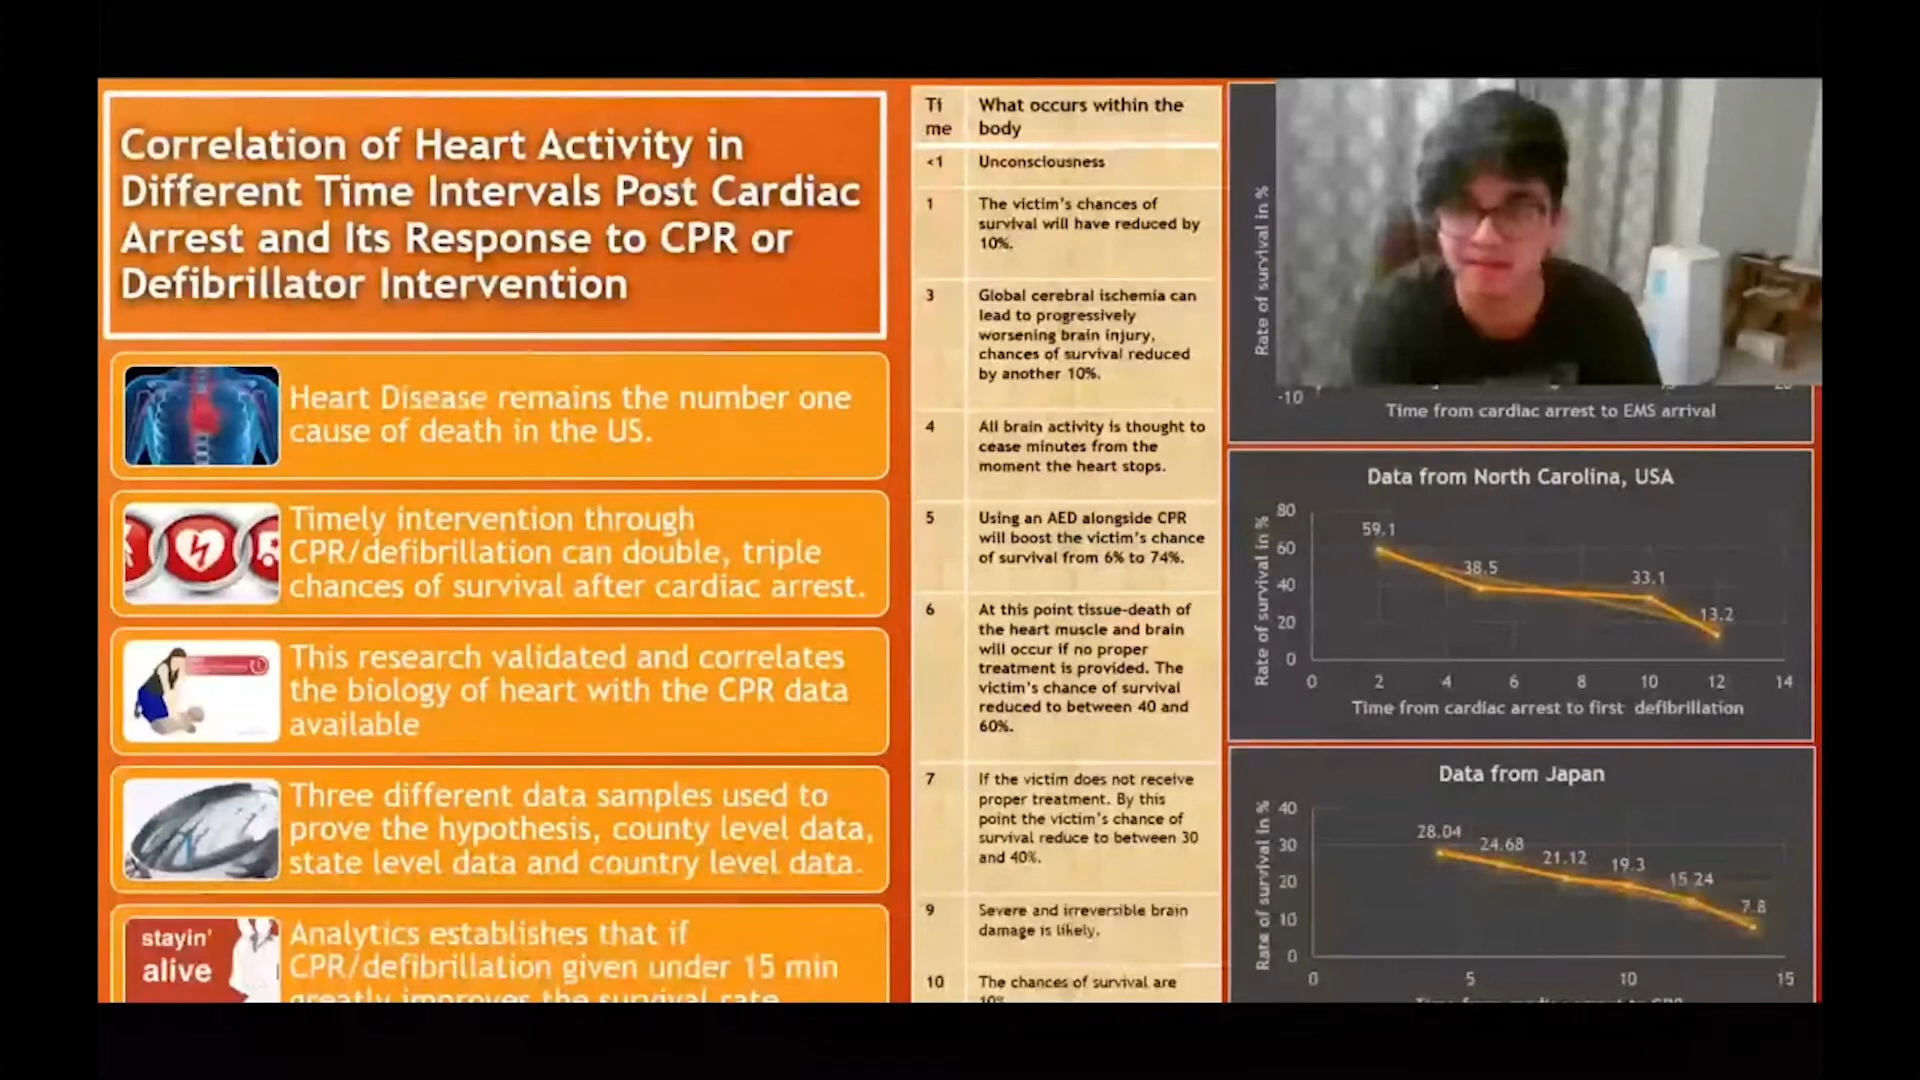 Correlation of Heart Activity in
Different Time Intervals Post Cardiac
Arrest and Its Response to CPR or
Defibrillator Intervention
Heart Disease remains the number one
cause of death in the US.
Timely intervention through
CPR/defibrillation can double, triple
chances of survival after cardiac arrest.
This research validated and correlates
the biology of heart with the CPR data
available
Three different data samples used to
prove the hypothesis, county level data,
state level data and country level data.
stayin'
alive
Analytics establishes that if
CPR/defibrillation given under 15 min
greatly improves the survival rate
Ti
me
What occurs within the
body
<1
Unconsciousness
1
The victim's chances of
survival will have reduced by
10%.
3
Global cerebral ischemia can
lead to progressively
worsening brain injury,
chances of survival reduced
by another 10%.
4
All brain activity is thought to
cease minutes from the
moment the heart stops.
5
Using an AED alongside CPR
will boost the victim's chance
of survival from 6% to 74%.
6
At this point tissue-death of
the heart muscle and brain
will occur if no proper
treatment is provided. The
victim's chance of survival
reduced to between 40 and
60%.
7
If the victim does not receive
proper treatment. By this
point the victim's chance of
survival reduce to between 30
and 40%.
9
Severe and irreversible brain
damage is likely.
10
The chances of survival are
10%
Rate of survival in %
-10
Time from cardiac arrest to EMS arrival
Data from North Carolina, USA
Rate of survival in %
80
60
40
20
0
59.1
38.5
33.1
13.2
0 2 4 6 8 10 12 14
Time from cardiac arrest to first defibrillation
Data from Japan
Rate of survival in %
40
30
20
10
0
28.04
24.68
21.12
19.3
15.24
7.8
0 5 10 15